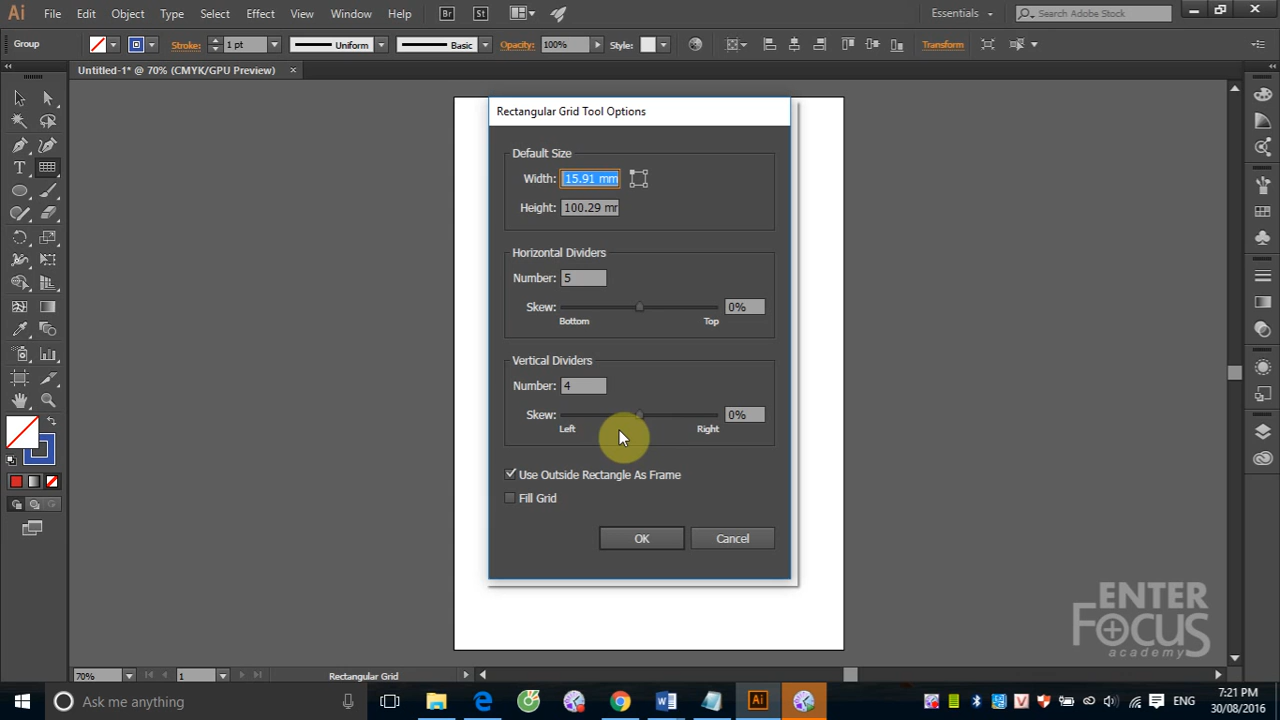 Ai File Edit Object Type Select Effect View Window Help Br St Essentials Search Adobe Stock
Group Stroke: 1 pt Uniform Basic Opacity: 100% Style: Transform
Untitled-1* @ 70% (CMYK/GPU Preview)
Rectangular Grid Tool Options
Default Size
Width: 15.91 mm
Height: 100.29 mr
Horizontal Dividers
Number: 5
Skew: 0%
Bottom Top
Vertical Dividers
Number: 4
Skew: 0%
Left Right
Use Outside Rectangle As Frame
Fill Grid
OK Cancel
ENTER
FOCUS
academy
70% 1 Rectangular Grid
Ask me anything
Ai
ENG
7:21 PM
30/08/2016